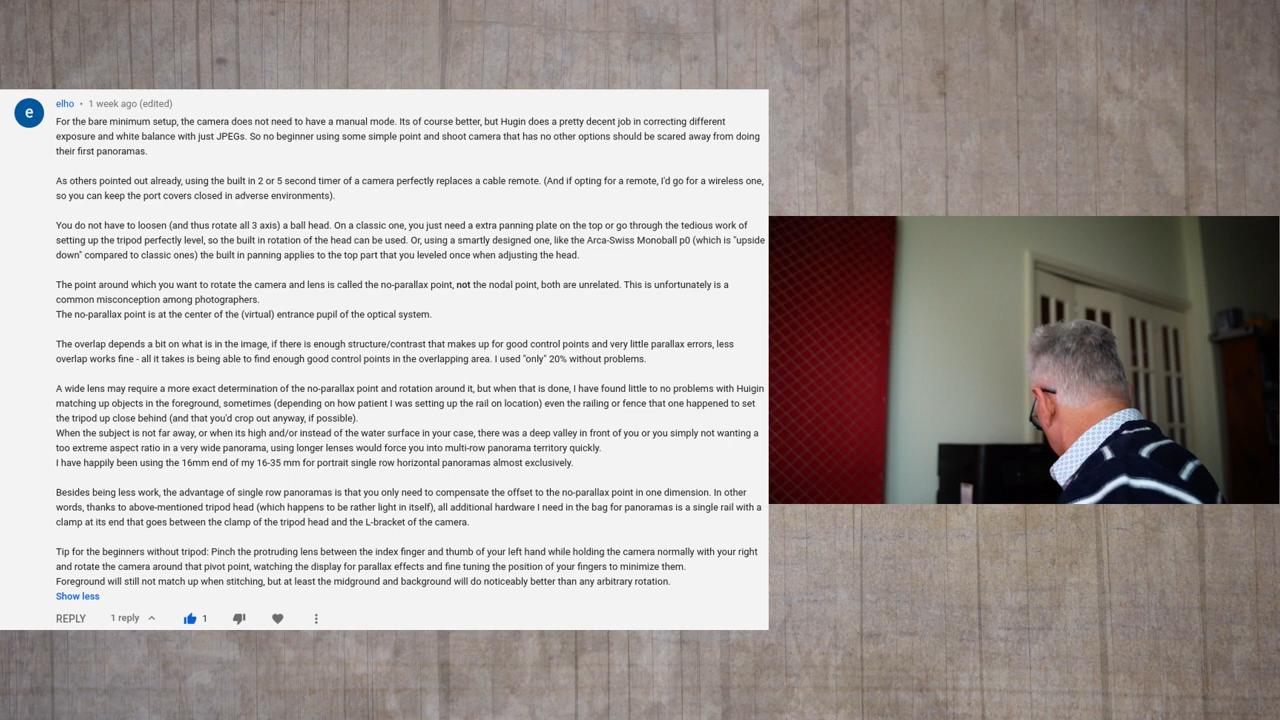 e
elho • 1 week ago (edited)
For the bare minimum setup, the camera does not need to have a manual mode. Its of course better, but Hugin does a pretty decent job in correcting different
exposure and white balance with just JPEGs. So no beginner using some simple point and shoot camera that has no other options should be scared away from doing
their first panoramas.
As others pointed out already, using the built in 2 or 5 second timer of a camera perfectly replaces a cable remote. (And if opting for a remote, I'd go for a wireless one,
so you can keep the port covers closed in adverse environments).
You do not have to loosen (and thus rotate all 3 axis) a ball head. On a classic one, you just need a extra panning plate on the top or go through the tedious work of
setting up the tripod perfectly level, so the built in rotation of the head can be used. Or, using a smartly designed one, like the Arca-Swiss Monoball p0 (which is "upside
down" compared to classic ones) the built in panning applies to the top part that you leveled once when adjusting the head.
The point around which you want to rotate the camera and lens is called the no-parallax point, not the nodal point, both are unrelated. This is unfortunately is a
common misconception among photographers.
The no-parallax point is at the center of the (virtual) entrance pupil of the optical system.
The overlap depends a bit on what is in the image, if there is enough structure/contrast that makes up for good control points and very little parallax errors, less
overlap works fine - all it takes is being able to find enough good control points in the overlapping area. I used "only" 20% without problems.
A wide lens may require a more exact determination of the no-parallax point and rotation around it, but when that is done, I have found little to no problems with Huigin
matching up objects in the foreground, sometimes (depending on how patient I was setting up the rail on location) even the railing or fence that one happened to set
the tripod up close behind (and that you'd crop out anyway, if possible).
When the subject is not far away, or when its high and/or instead of the water surface in your case, there was a deep valley in front of you or you simply not wanting a
too extreme aspect ratio in a very wide panorama, using longer lenses would force you into multi-row panorama territory quickly.
I have happily been using the 16mm end of my 16-35 mm for portrait single row horizontal panoramas almost exclusively.
Besides being less work, the advantage of single row panoramas is that you only need to compensate the offset to the no-parallax point in one dimension. In other
words, thanks to above-mentioned tripod head (which happens to be rather light in itself), all additional hardware I need in the bag for panoramas is a single rail with a
clamp at its end that goes between the clamp of the tripod head and the L-bracket of the camera.
Tip for the beginners without tripod: Pinch the protruding lens between the index finger and thumb of your left hand while holding the camera normally with your right
and rotate the camera around that pivot point, watching the display for parallax effects and fine tuning the position of your fingers to minimize them.
Foreground will still not match up when stitching, but at least the midground and background will do noticeably better than any arbitrary rotation.
Show less
REPLY 1 reply 1